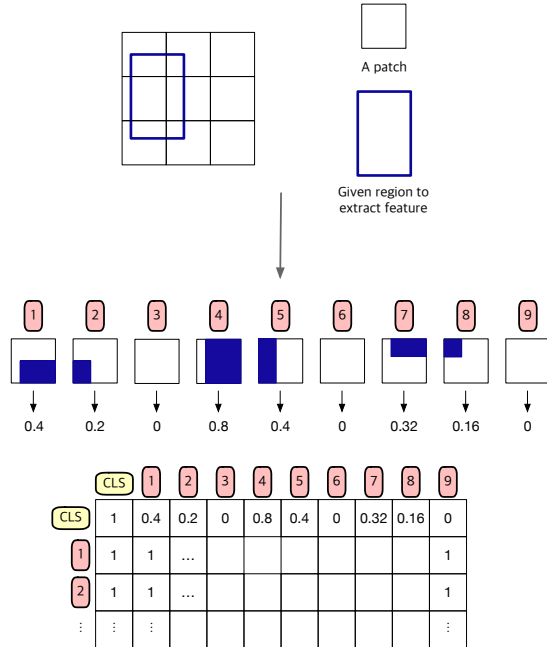 A patch
Given region to
extract feature
1 2 3 4 5 6 7 8 9
0.4 0.2 0 0.8 0.4 0 0.32 0.16 0
CLS 1 2 3 4 5 6 7 8 9
CLS 1 0.4 0.2 0 0.8 0.4 0 0.32 0.16 0
1 1 1 ... 1
2 1 1 ... 1
⋮ ⋮ ⋮ ⋮